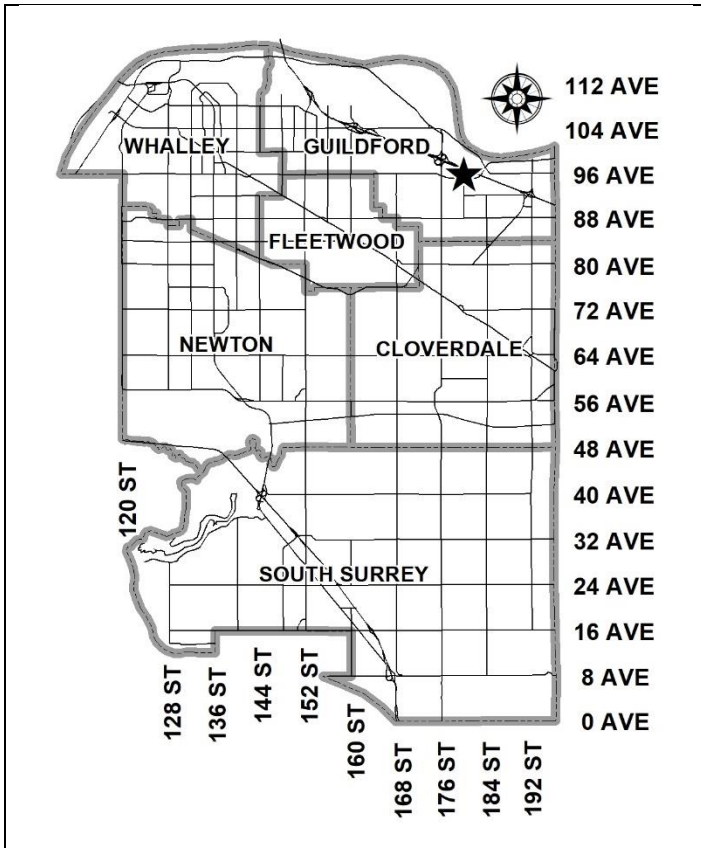 112 AVE
104 AVE
WHALLEY
GUILDFORD
96 AVE
88 AVE
FLEETWOOD
80 AVE
72 AVE
NEWTON
CLOVERDALE
64 AVE
56 AVE
48 AVE
120 ST
40 AVE
32 AVE
SOUTH SURREY
24 AVE
16 AVE
8 AVE
0 AVE
128 ST
136 ST
144 ST
152 ST
160 ST
168 ST
176 ST
184 ST
192 ST